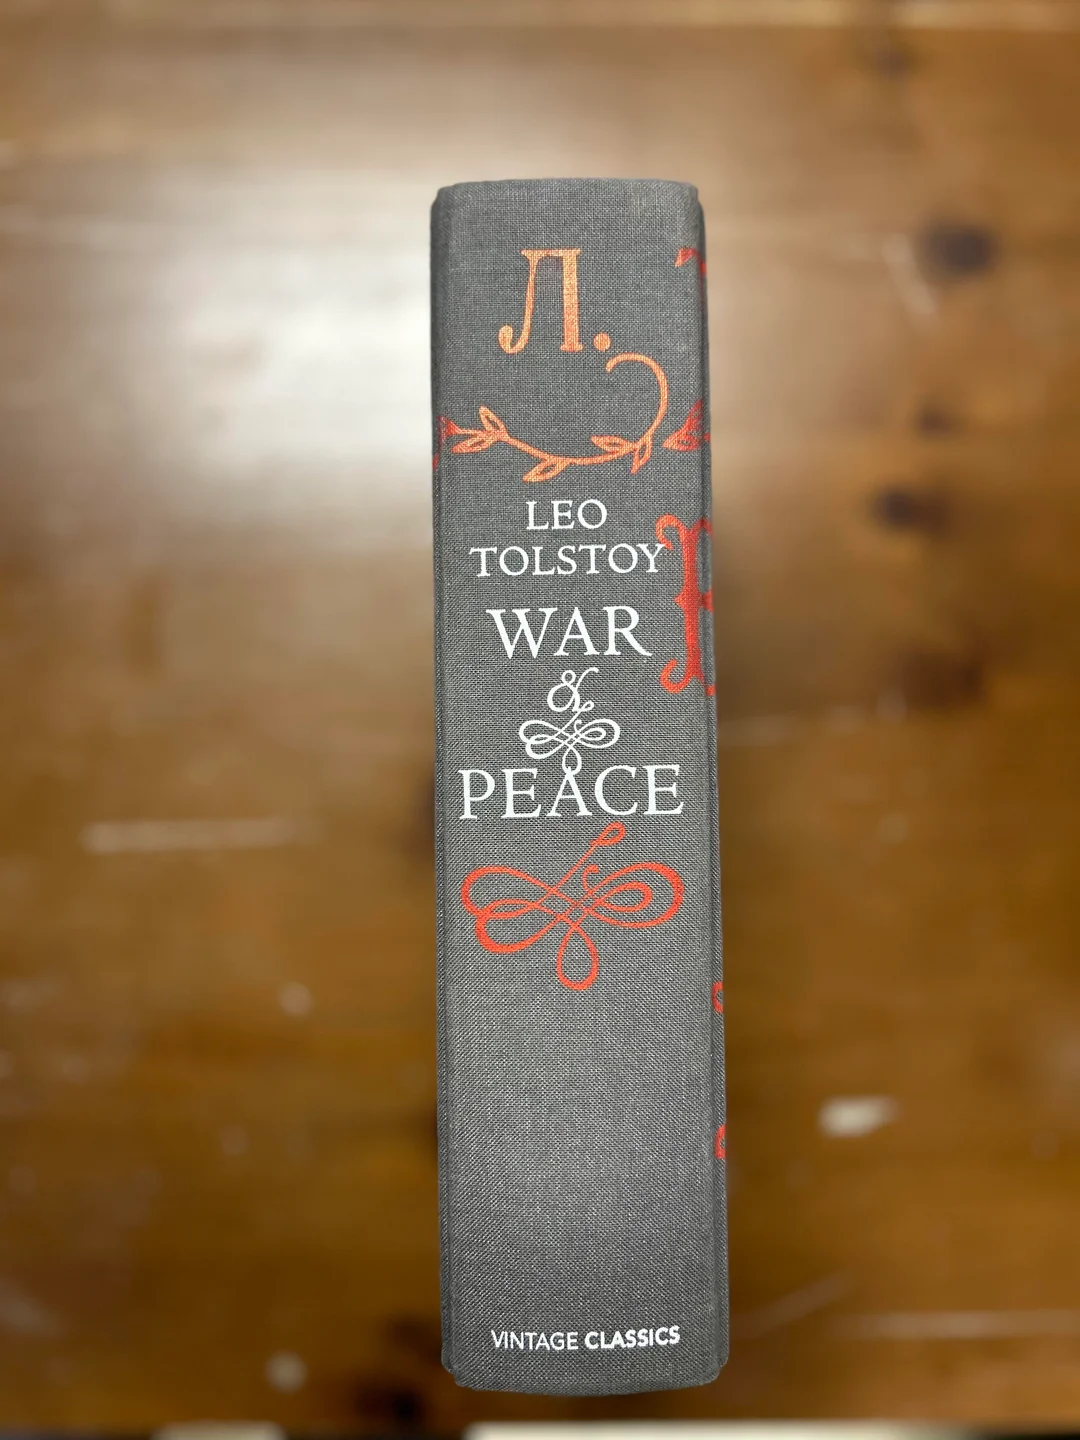 Л.
LEO
TOLSTOY
WAR
&
PEACE
VINTAGE CLASSICS